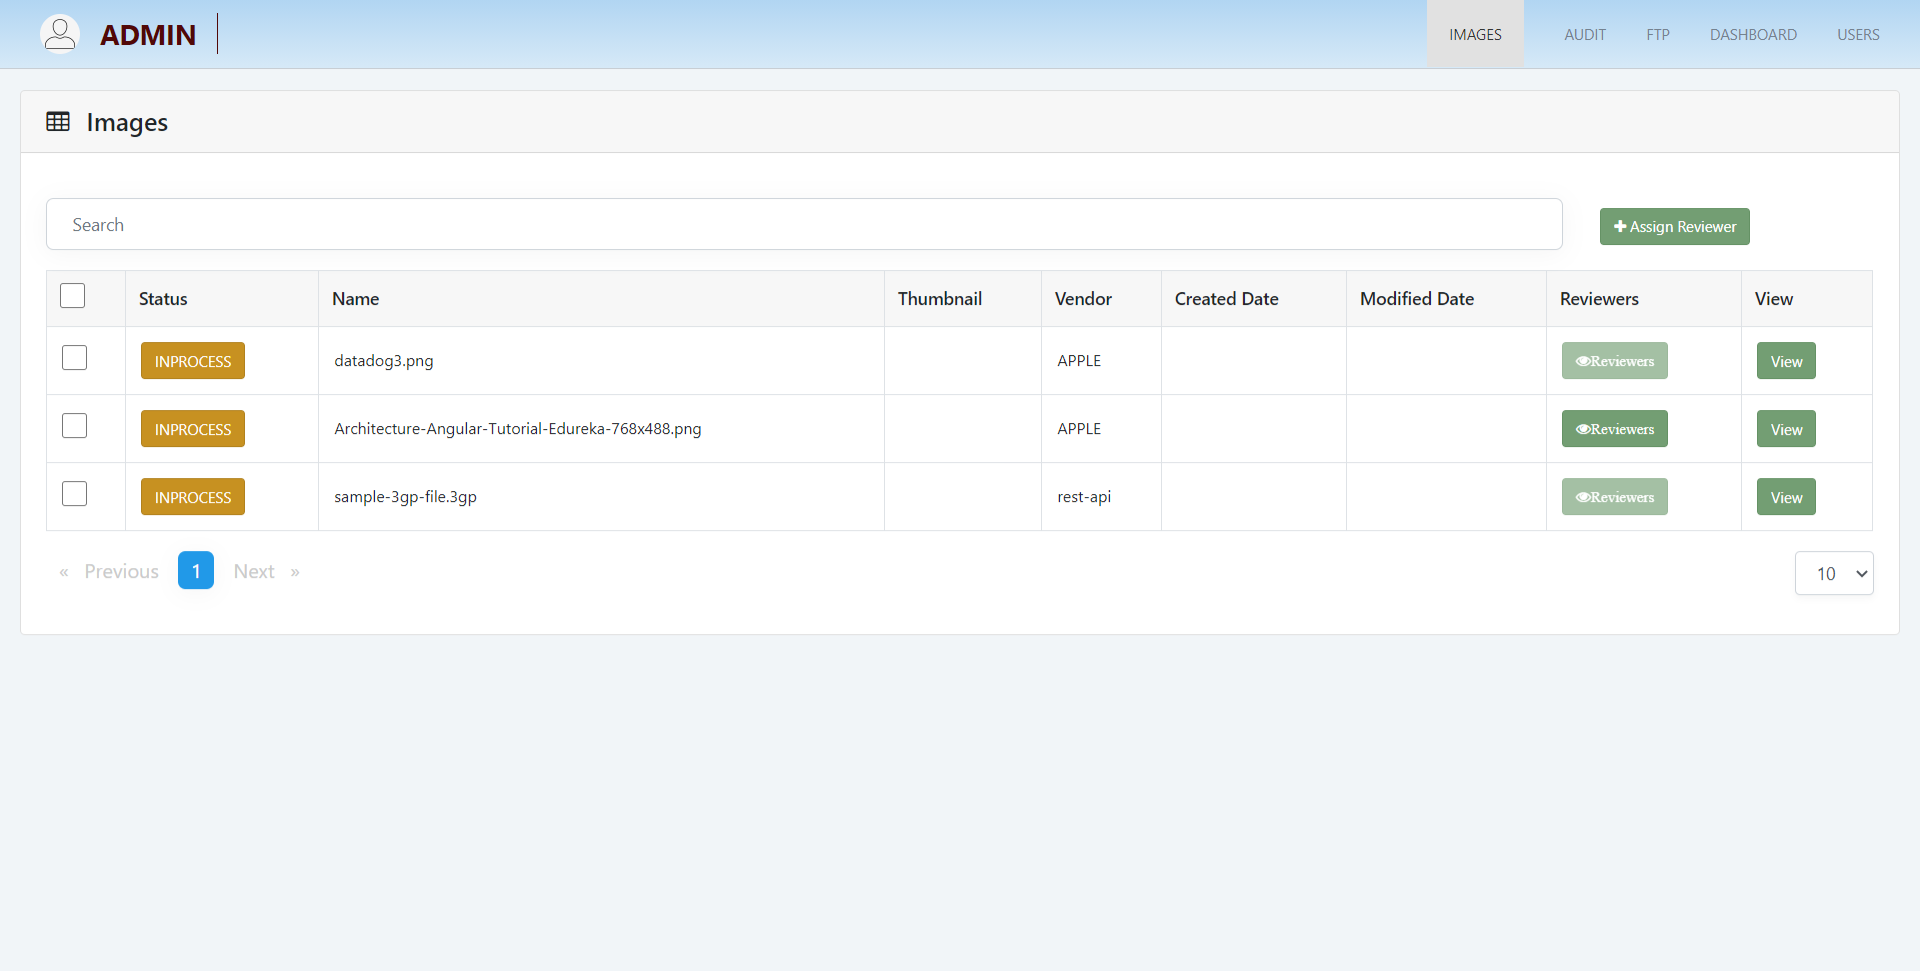 ADMIN
IMAGES AUDIT FTP DASHBOARD USERS
Images
Search
Assign Reviewer
Status Name Thumbnail Vendor Created Date Modified Date Reviewers View
INPROCESS datadog3.png APPLE Reviewers View
INPROCESS Architecture-Angular-Tutorial-Edureka-768x488.png APPLE Reviewers View
INPROCESS sample-3gp-file.3gp rest-api Reviewers View
« Previous 1 Next » 10